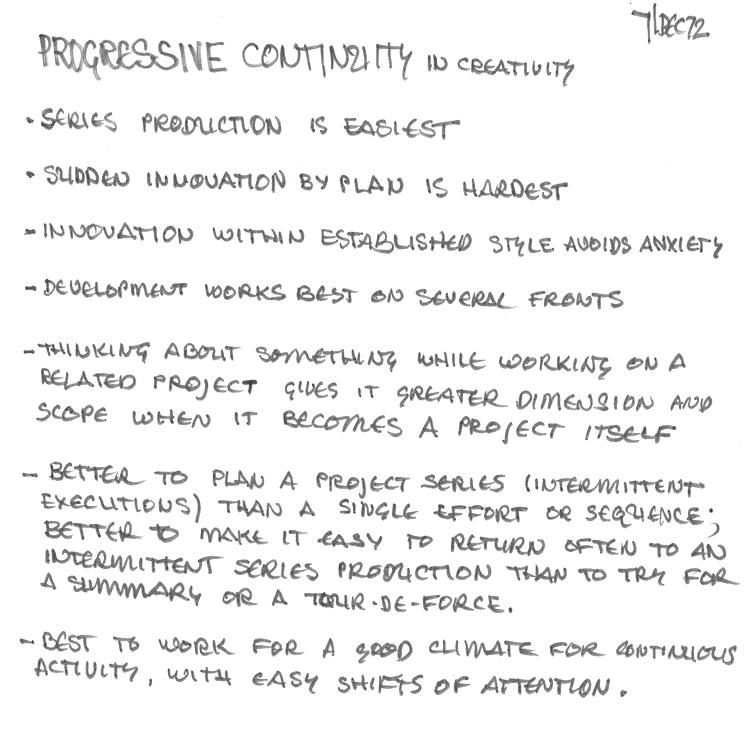 7|DEC72
PROGRESSIVE CONTINUITY IN CREATIVITY
• SERIES PRODUCTION IS EASIEST
• SUDDEN INNOVATION BY PLAN IS HARDEST
- INNOVATION WITHIN ESTABLISHED STYLE AVOIDS ANXIETY
- DEVELOPMENT WORKS BEST ON SEVERAL FRONTS
- THINKING ABOUT SOMETHING WHILE WORKING ON A
RELATED PROJECT GIVES IT GREATER DIMENSION AND
SCOPE WHEN IT BECOMES A PROJECT ITSELF
- BETTER TO PLAN A PROJECT SERIES (INTERMITTENT
EXECUTIONS) THAN A SINGLE EFFORT OR SEQUENCE;
BETTER TO MAKE IT EASY TO RETURN OFTEN TO AN
INTERMITTENT SERIES PRODUCTION THAN TO TRY FOR
A SUMMARY OR A TOUR-DE-FORCE.
- BEST TO WORK FOR A GOOD CLIMATE FOR CONTINUOUS
ACTIVITY, WITH EASY SHIFTS OF ATTENTION.